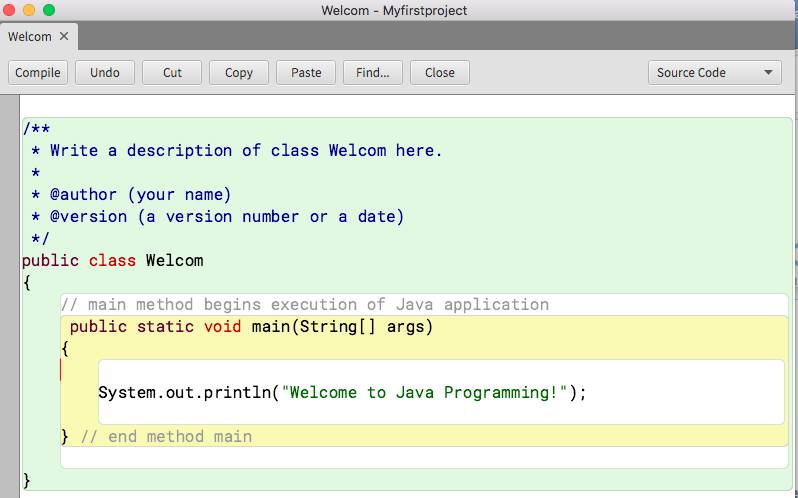 Welcom - Myfirstproject
Welcom ✕
Compile Undo Cut Copy Paste Find... Close Source Code
/**
 * Write a description of class Welcom here.
 *
 * @author (your name)
 * @version (a version number or a date)
 */
public class Welcom
{
    // main method begins execution of Java application
     public static void main(String[] args)
    {
        System.out.println("Welcome to Java Programming!");
    } // end method main
}